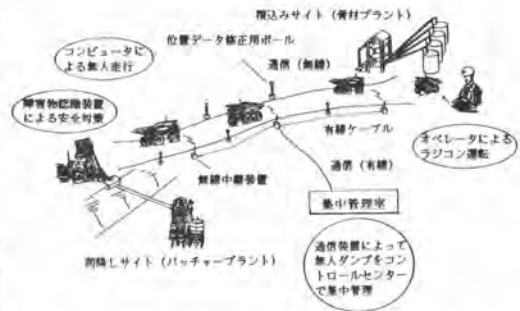 積込みサイト(骨材プラント)
コンピュータ
による無人走行
位置データ修正用ポール
通信(無線)
障害物認識装置
による安全対策
有線ケーブル
オペレータによる
ラジコン運転
無線中継装置
通信(有線)
集中管理室
荷降しサイト(バッチャープラント)
通信装置によって
無人ダンプをコント
ロールセンター
で集中管理